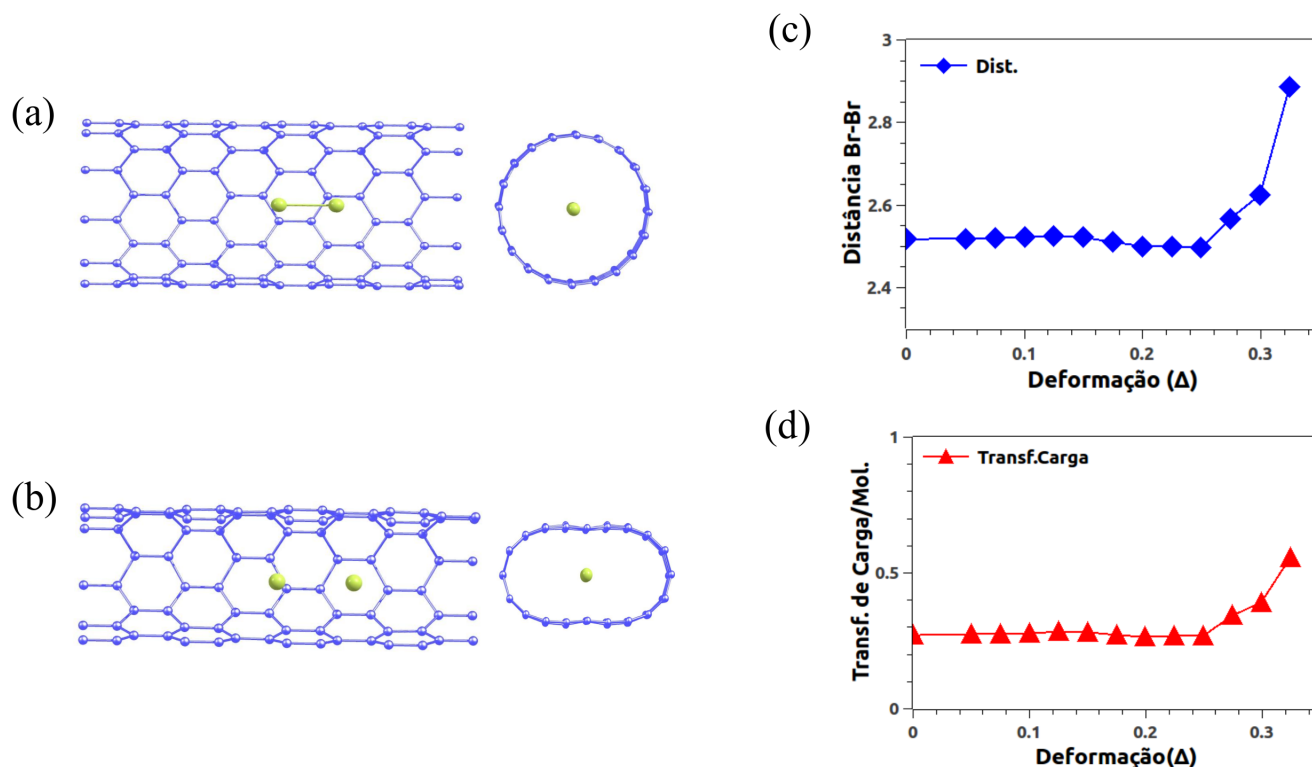 (a)
(b)
(c)
3
2.8
2.6
2.4
Distância Br-Br
Dist.
0 0.1 0.2 0.3
Deformação (Δ)
(d)
1
0.5
0
Transf. de Carga/Mol.
Transf.Carga
0 0.1 0.2 0.3
Deformação(Δ)